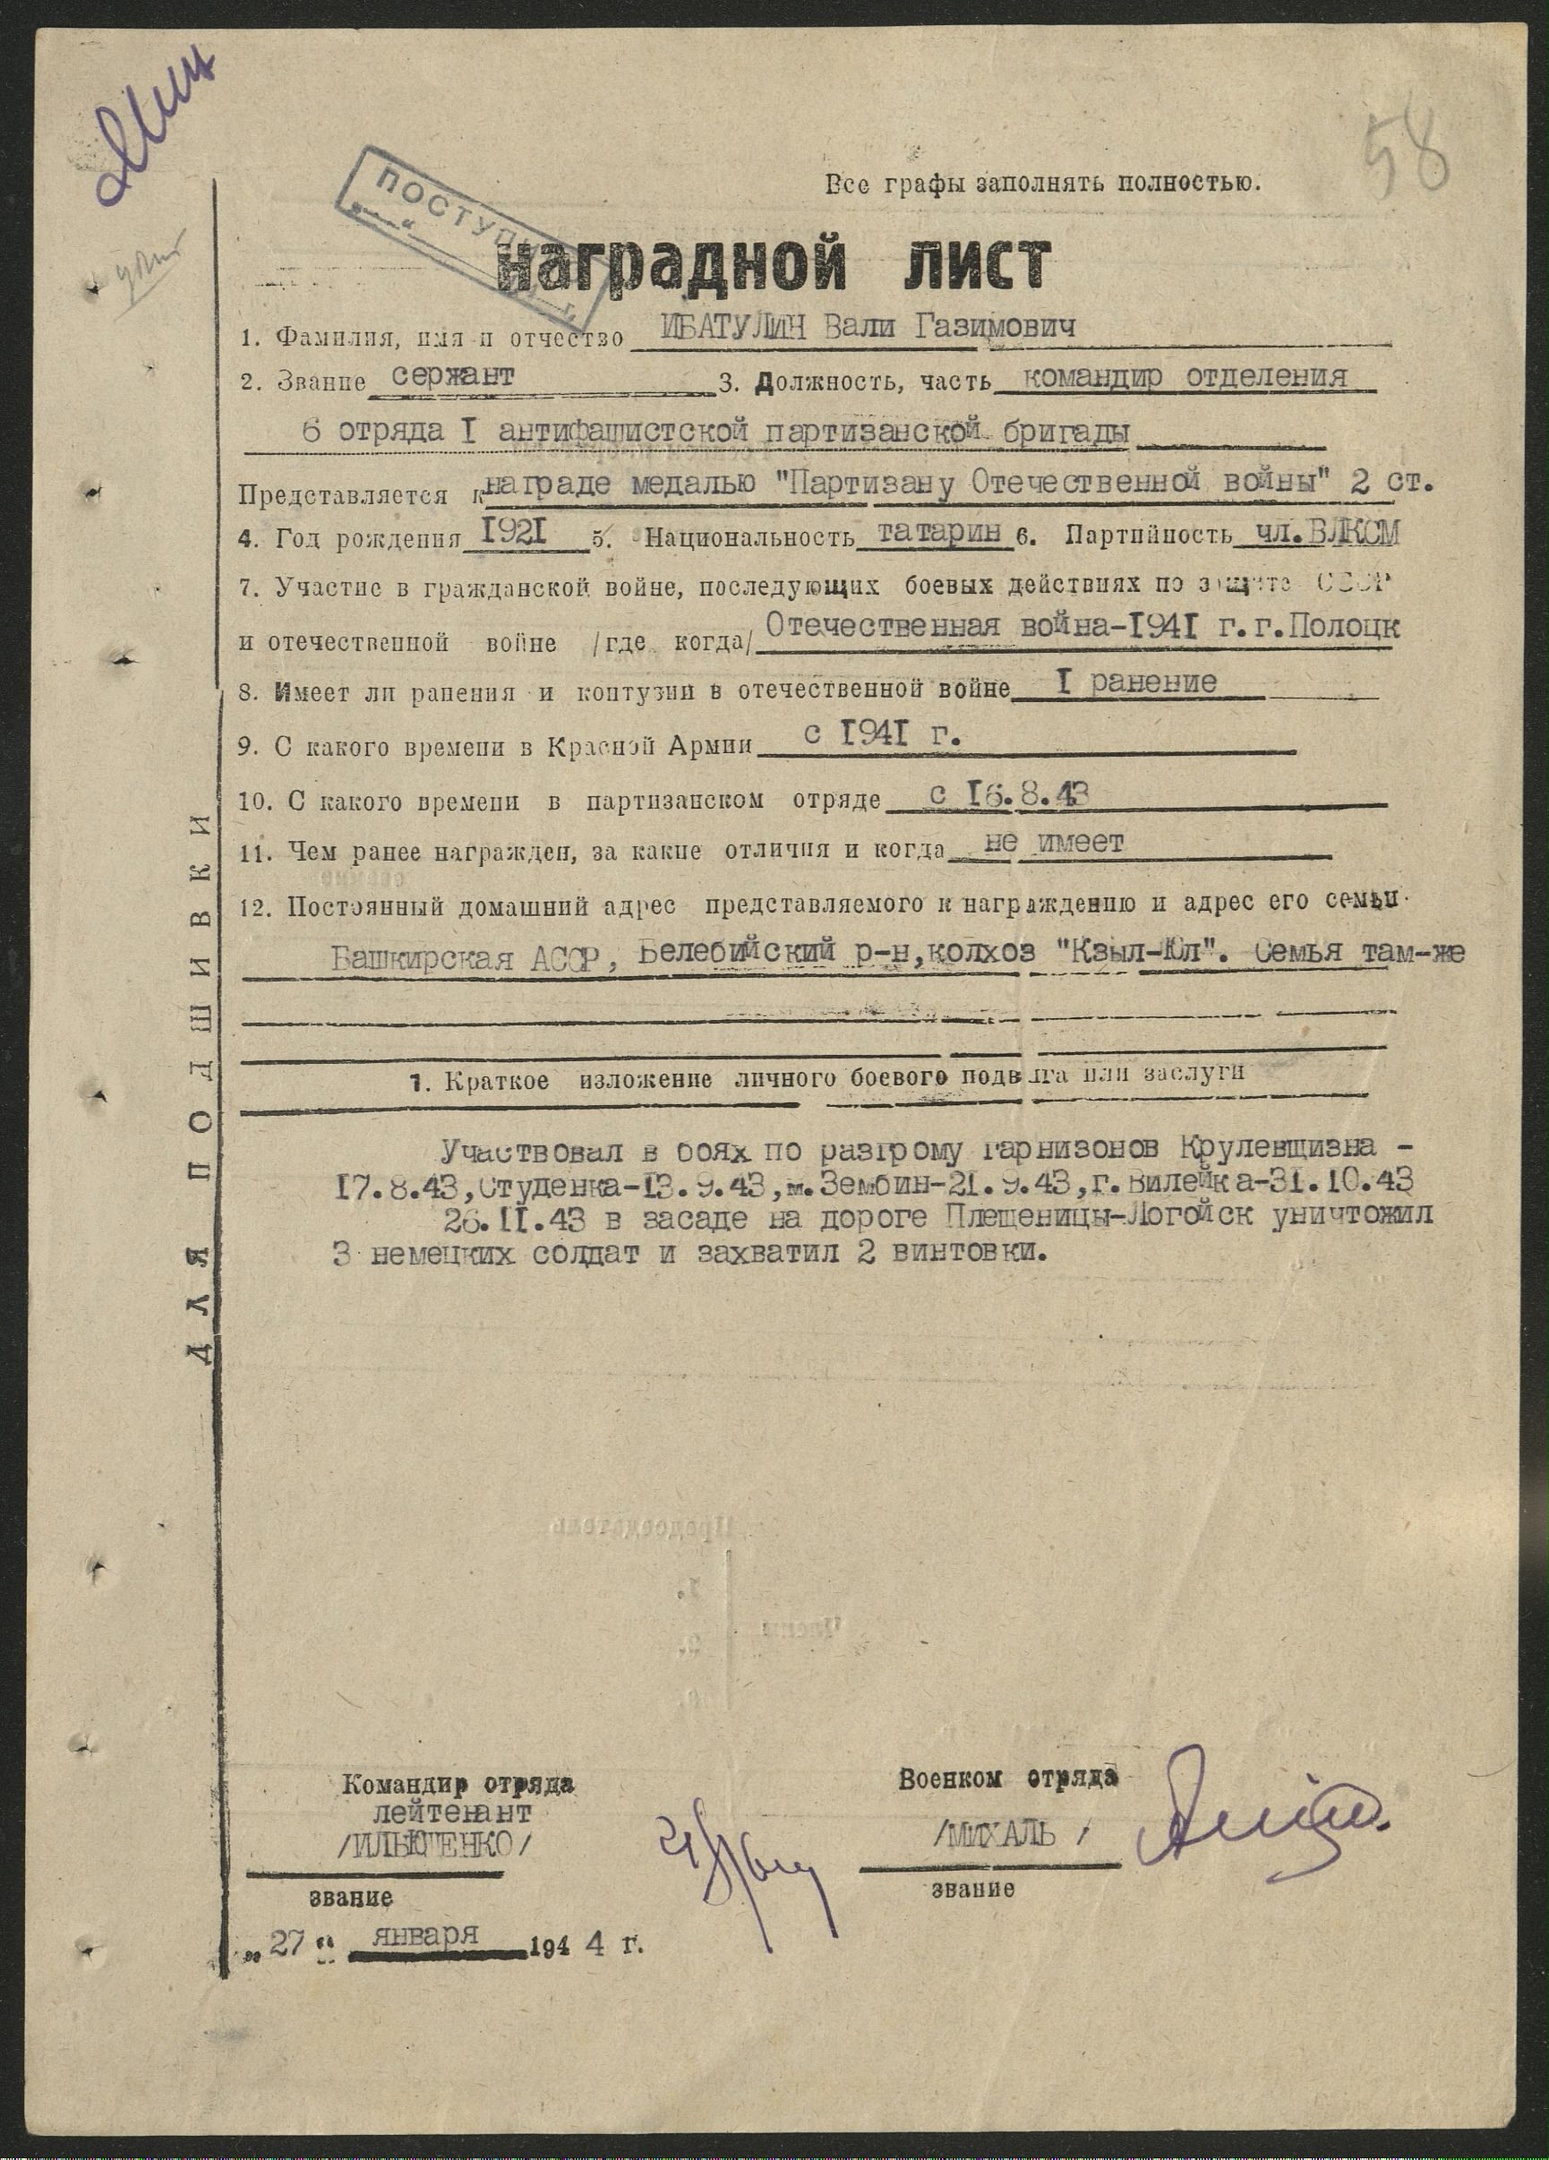 58
ПОСТУП
Все графы заполнять полностью.
наградной лист
1. Фамилия, имя и отчество ИБАТУЛИН Вали Газимович
2. Звание сержант 3. Должность, часть командир отделения
6 отряда I антифашистской партизанской бригады
Представляется к награде медалью "Партизану Отечественной войны" 2 ст.
4. Год рождения 1921 5. Национальность татарин 6. Партийность чл.ВЛКСМ
7. Участие в гражданской войне, последующих боевых действиях по защите СССР
и отечественной войне /где когда/ Отечественная война-1941 г.г.Полоцк
8. Имеет ли ранения и контузии в отечественной войне I ранение
9. С какого времени в Красной Армии с 1941 г.
10. С какого времени в партизанском отряде с 16.8.43
11. Чем ранее награжден, за какие отличия и когда не имеет
12. Постоянный домашний адрес представляемого к награждению и адрес его семьи
Башкирская АССР, Белебийский р-н,колхоз "Кзыл-Юл". Семья там-же
1. Краткое изложение личного боевого подвига или заслуги
Участвовал в боях по разгрому гарнизонов Крулевщизна -
17.8.43,Студенка-13.9.43,м.Зембин-21.9.43,г.Вилейка-31.10.43
26.11.43 в засаде на дороге Плещеницы-Логойск уничтожил
3 немецких солдат и захватил 2 винтовки.
ДЛЯ ПОДШИВКИ
Командир отряда
лейтенант
/ИЛЬЮШЕНКО/
звание
Военком отряда
/МИХАЛЬ /
звание
„ 27 " января 1944 г.